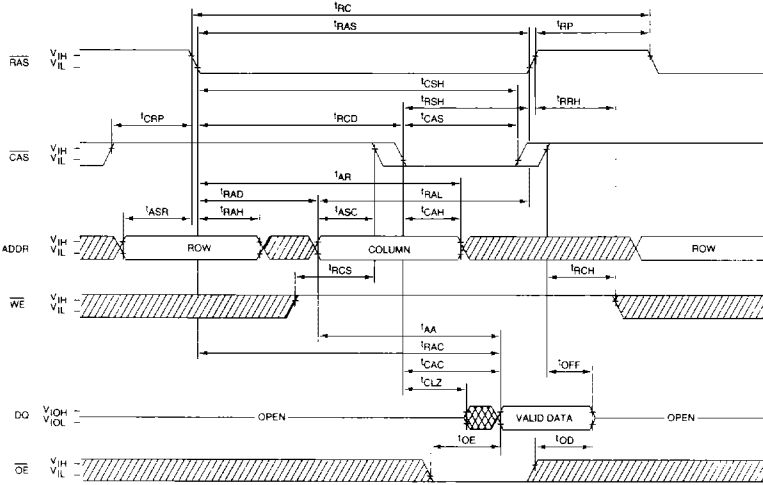 tRC
tRAS tRP
RAS VIH VIL
tCSH
tRSH tRRH
tCRP tRCD tCAS
CAS VIH VIL
tAR
tRAD tRAL
tASR tRAH tASC tCAH
ADDR VIH VIL ROW COLUMN ROW
tRCS tRCH
WE VIH VIL
tAA
tRAC
tCAC tOFF
tCLZ
DQ VIOH VIOL OPEN VALID DATA OPEN
tOE tOD
OE VIH VIL